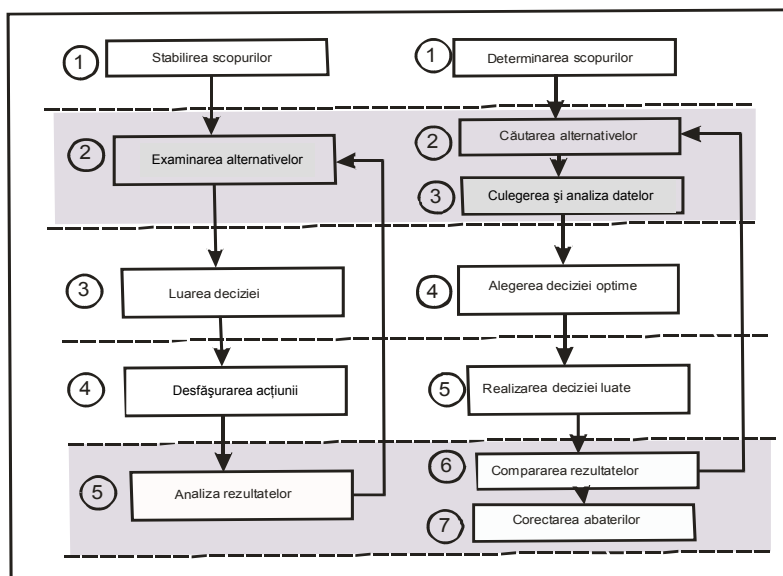 1 Stabilirea scopurilor
2 Examinarea alternativelor
3 Luarea deciziei
4 Desfăşurarea acţiunii
5 Analiza rezultatelor
1 Determinarea scopurilor
2 Căutarea alternativelor
3 Culegerea şi analiza datelor
4 Alegerea deciziei optime
5 Realizarea deciziei luate
6 Compararea rezultatelor
7 Corectarea abaterilor